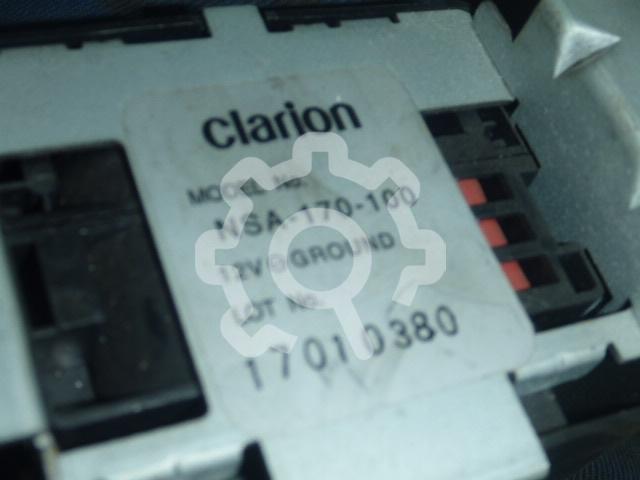 clarion
MODEL No.
NSA-170-100
12V ⊖ GROUND
LOT No.
17010380